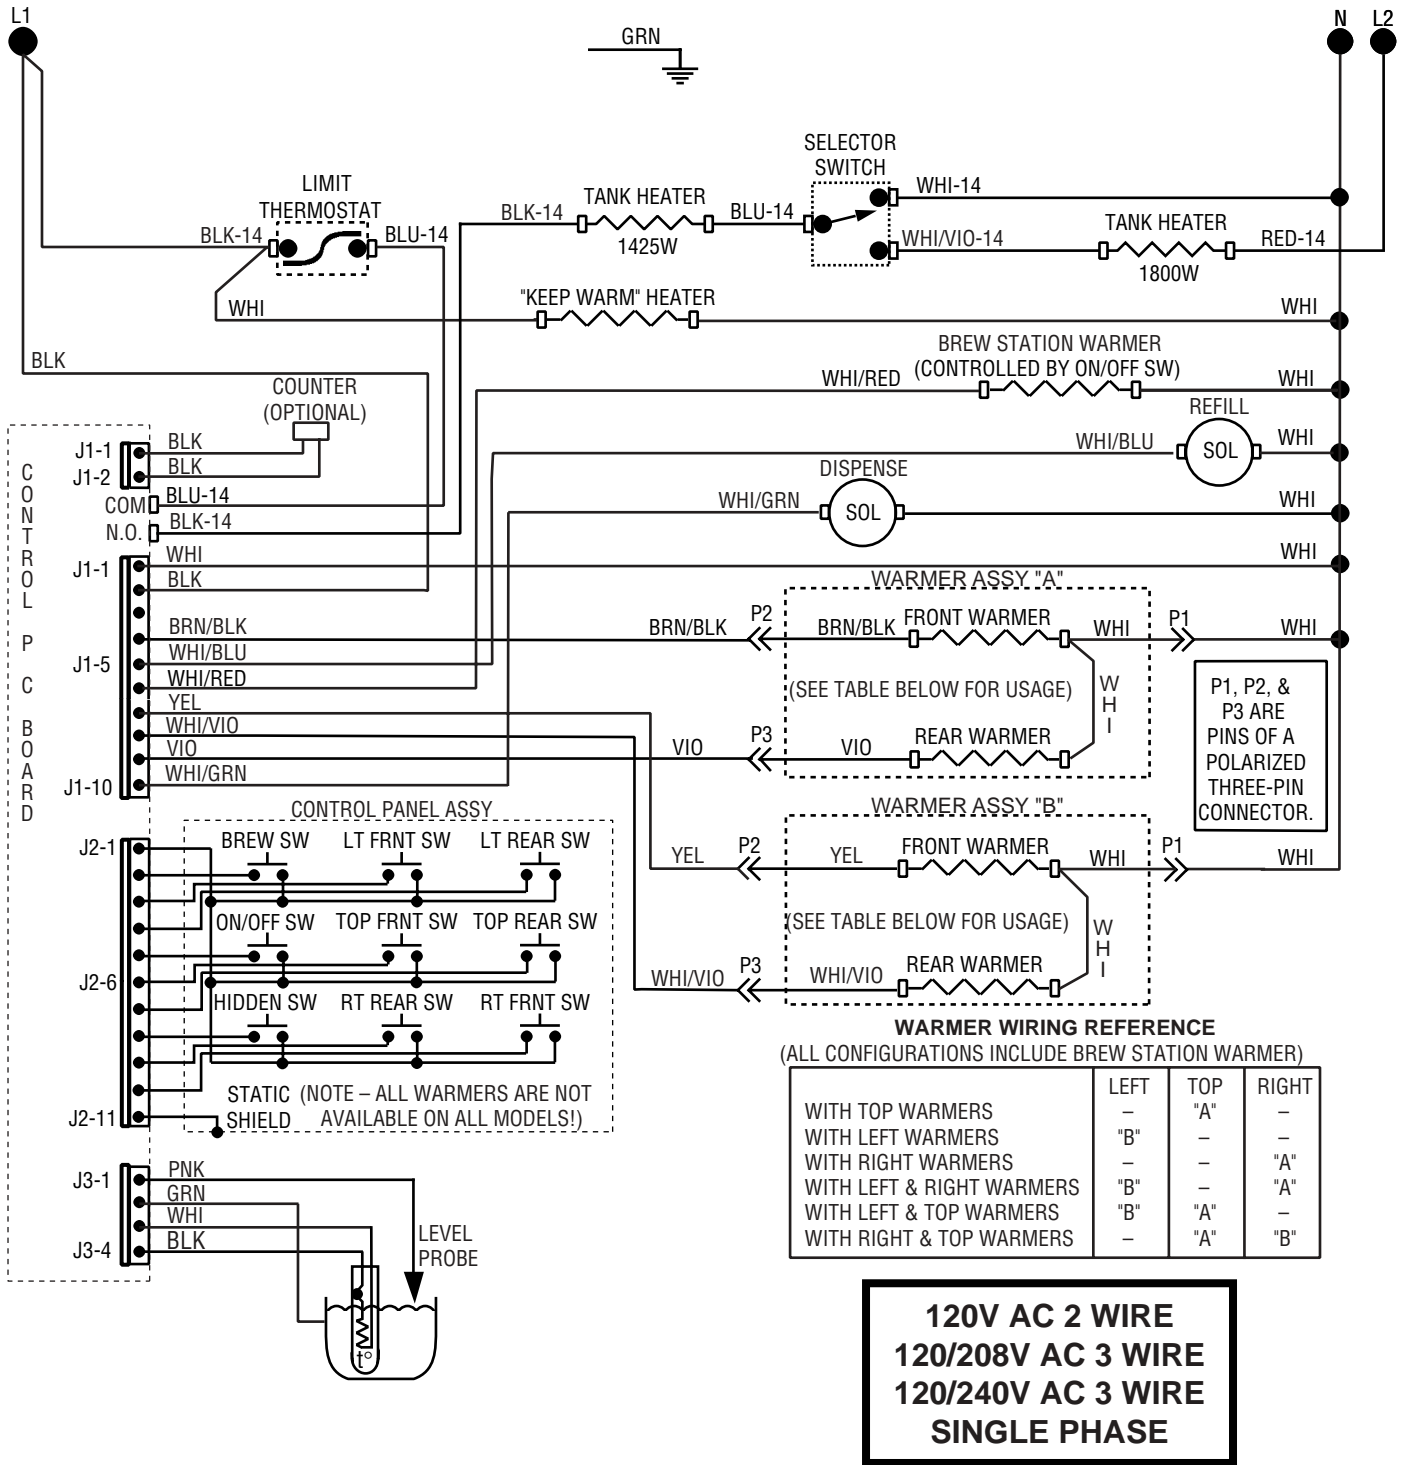 L1
GRN
N L2
SELECTOR
SWITCH
LIMIT
THERMOSTAT
BLK-14
BLU-14
BLK-14
TANK HEATER
1425W
BLU-14
WHI-14
WHI/VIO-14
TANK HEATER
1800W
RED-14
WHI
"KEEP WARM" HEATER
WHI
BLK
BREW STATION WARMER
(CONTROLLED BY ON/OFF SW)
WHI/RED
WHI
COUNTER
(OPTIONAL)
REFILL
WHI/BLU
SOL
WHI
DISPENSE
WHI/GRN
SOL
WHI
CONTROL PC BOARD
J1-1
BLK
J1-2
BLK
COM
BLU-14
N.O.
BLK-14
J1-1
WHI
WHI
BLK
BRN/BLK
J1-5
WHI/BLU
WHI/RED
YEL
WHI/VIO
VIO
J1-10
WHI/GRN
WARMER ASSY "A"
BRN/BLK
P2
BRN/BLK
FRONT WARMER
WHI
P1
WHI
(SEE TABLE BELOW FOR USAGE)
WHI
VIO
P3
VIO
REAR WARMER
P1, P2, &
P3 ARE
PINS OF A
POLARIZED
THREE-PIN
CONNECTOR.
WARMER ASSY "B"
YEL
P2
YEL
FRONT WARMER
WHI
P1
WHI
(SEE TABLE BELOW FOR USAGE)
WHI
WHI/VIO
P3
WHI/VIO
REAR WARMER
CONTROL PANEL ASSY
J2-1
BREW SW
LT FRNT SW
LT REAR SW
ON/OFF SW
TOP FRNT SW
TOP REAR SW
J2-6
HIDDEN SW
RT REAR SW
RT FRNT SW
J2-11
STATIC
SHIELD
(NOTE – ALL WARMERS ARE NOT
AVAILABLE ON ALL MODELS!)
J3-1
PNK
GRN
WHI
J3-4
BLK
LEVEL
PROBE
t°
WARMER WIRING REFERENCE
(ALL CONFIGURATIONS INCLUDE BREW STATION WARMER)
LEFT TOP RIGHT
WITH TOP WARMERS – "A" –
WITH LEFT WARMERS "B" – –
WITH RIGHT WARMERS – – "A"
WITH LEFT & RIGHT WARMERS "B" – "A"
WITH LEFT & TOP WARMERS "B" "A" –
WITH RIGHT & TOP WARMERS – "A" "B"
120V AC 2 WIRE
120/208V AC 3 WIRE
120/240V AC 3 WIRE
SINGLE PHASE